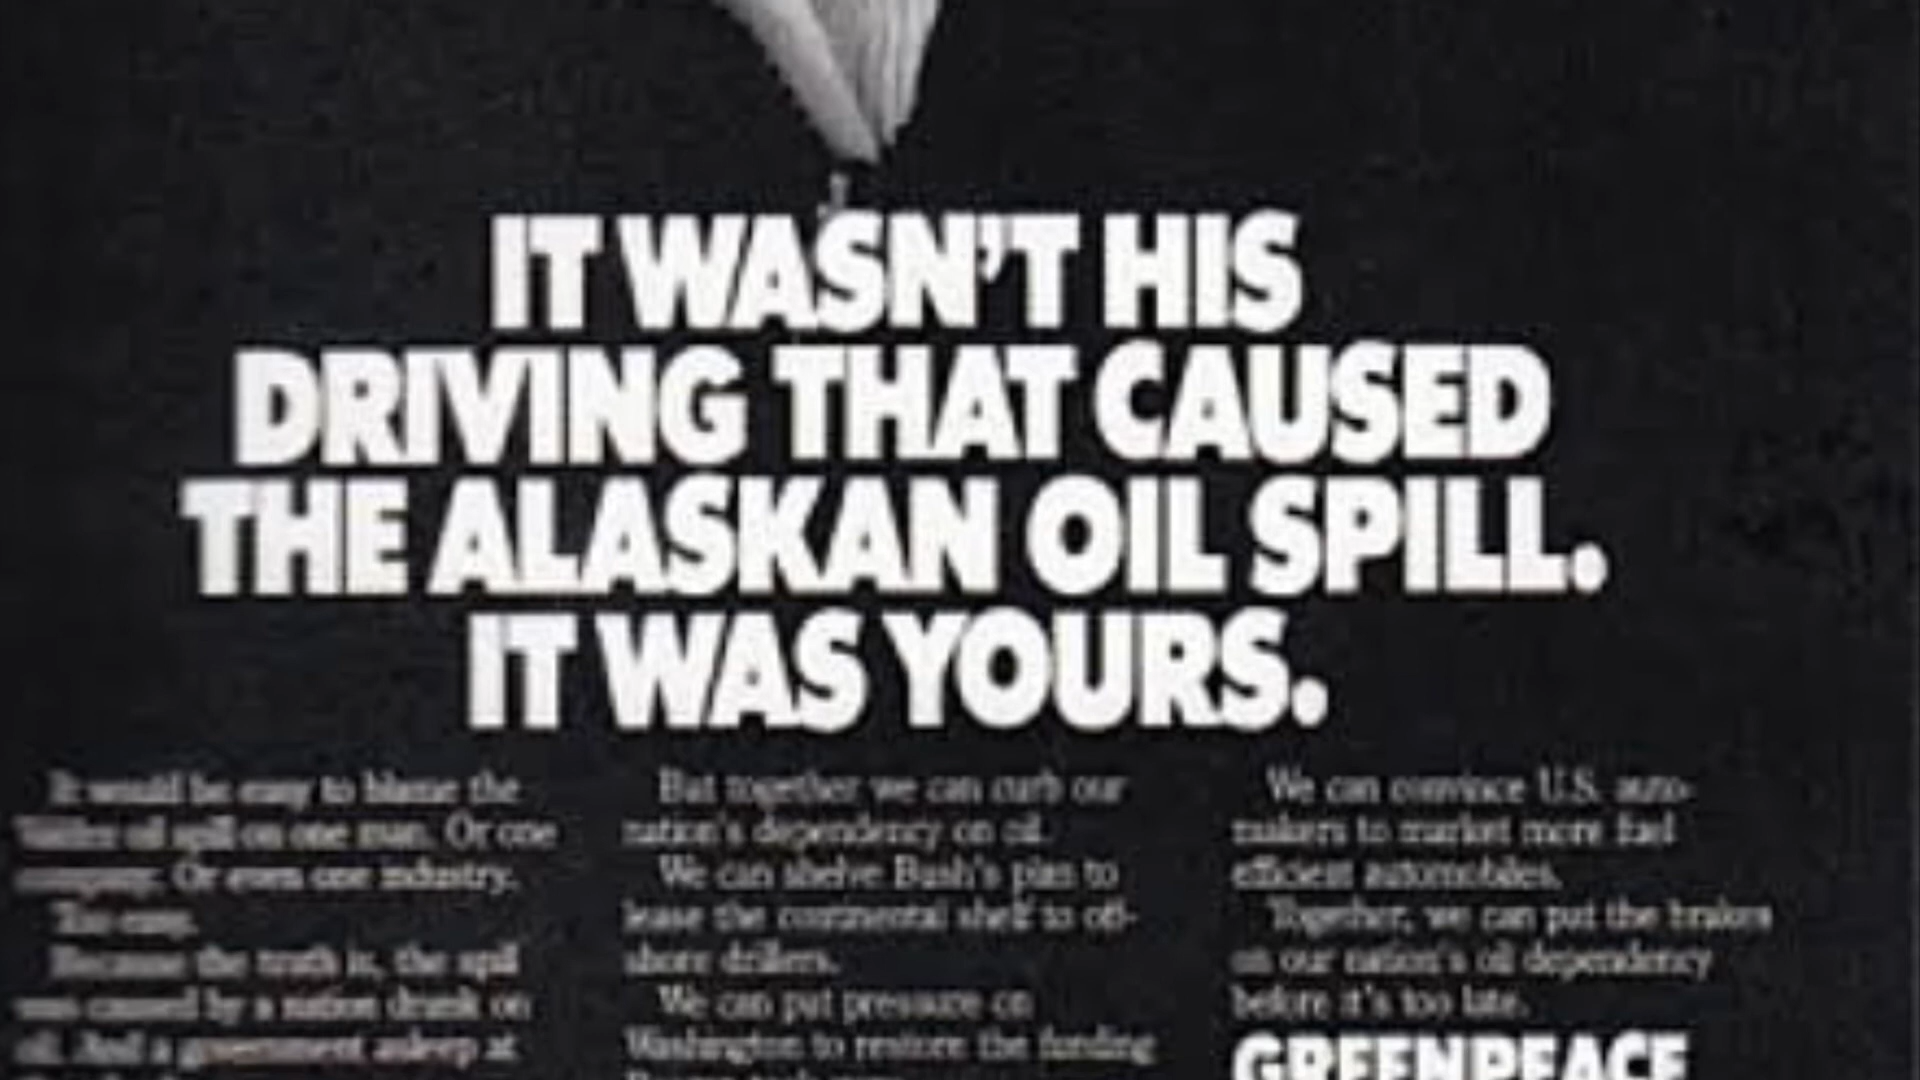 IT WASN'T HIS
DRIVING THAT CAUSED
THE ALASKAN OIL SPILL.
IT WAS YOURS.
It would be easy to blame the
Valdez oil spill on one man. Or one
company. Or even one industry.
Too easy.
Because the truth is, the spill
was caused by a nation drunk on
oil. And a government asleep at
But together we can curb our
nation's dependency on oil.
We can shelve Bush's plan to
lease the continental shelf to off-
shore drillers.
We can put pressure on
Washington to restore the funding
We can convince U.S. auto-
makers to market more fuel
efficient automobiles.
Together, we can put the brakes
on our nation's oil dependency
before it's too late.
GREENPEACE